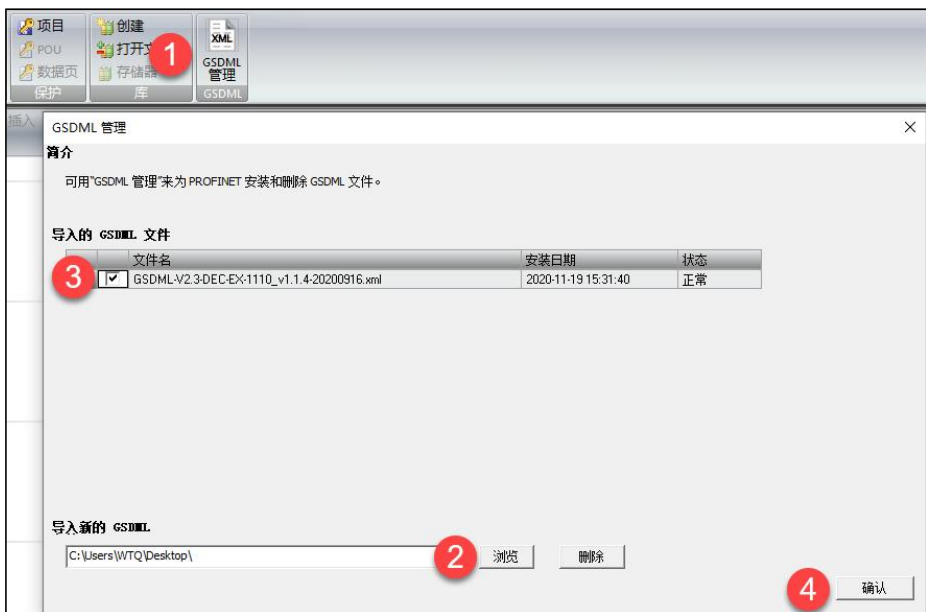 项目
POU
数据页
保护
创建
打开文
存储器
库
1
XML
GSDML
管理
GSDML
插入
GSDML 管理
简介
可用"GSDML 管理"来为 PROFINET 安装和删除 GSDML 文件。
导入的 GSDML 文件
文件名 安装日期 状态
3 GSDML-V2.3-DEC-EX-1110_v1.1.4-20200916.xml 2020-11-19 15:31:40 正常
导入新的 GSDML
C:\Users\WTQ\Desktop\ 2 浏览 删除
4 确认